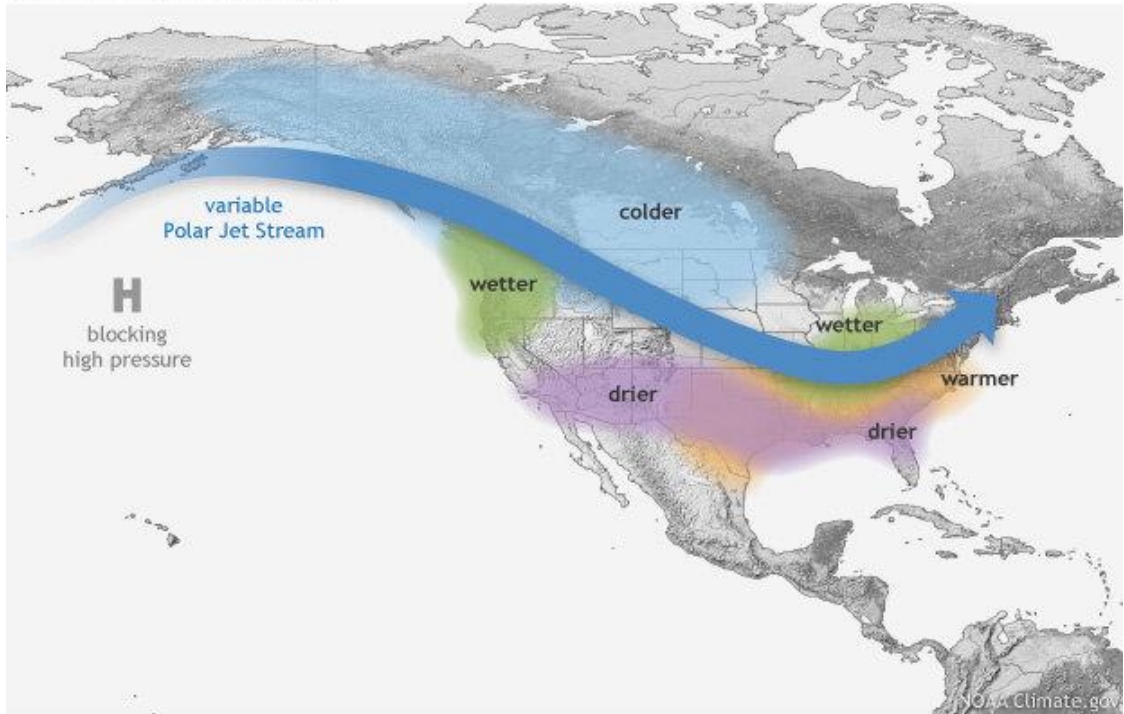 variable
Polar Jet Stream
H
blocking
high pressure
colder
wetter
wetter
warmer
drier
drier
NOAA Climate.gov